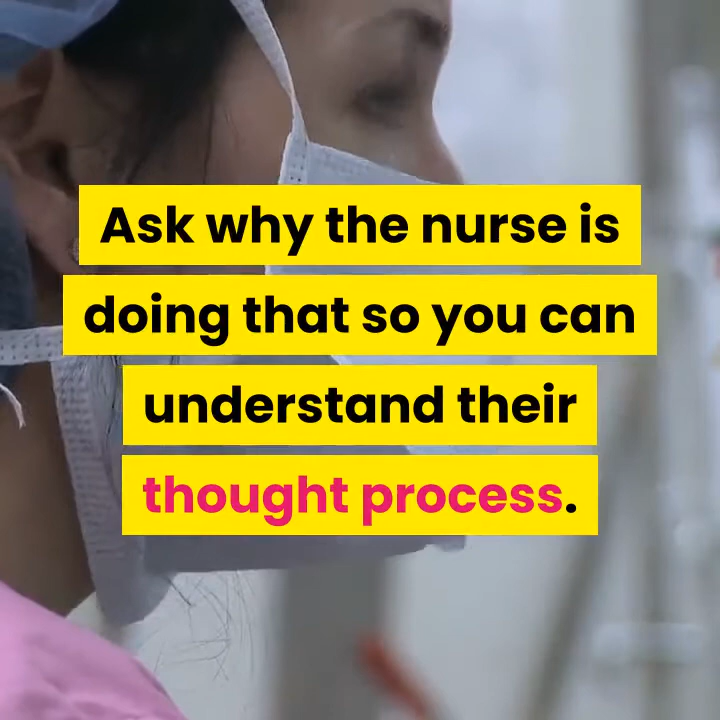 Ask why the nurse is
doing that so you can
understand their
thought process.